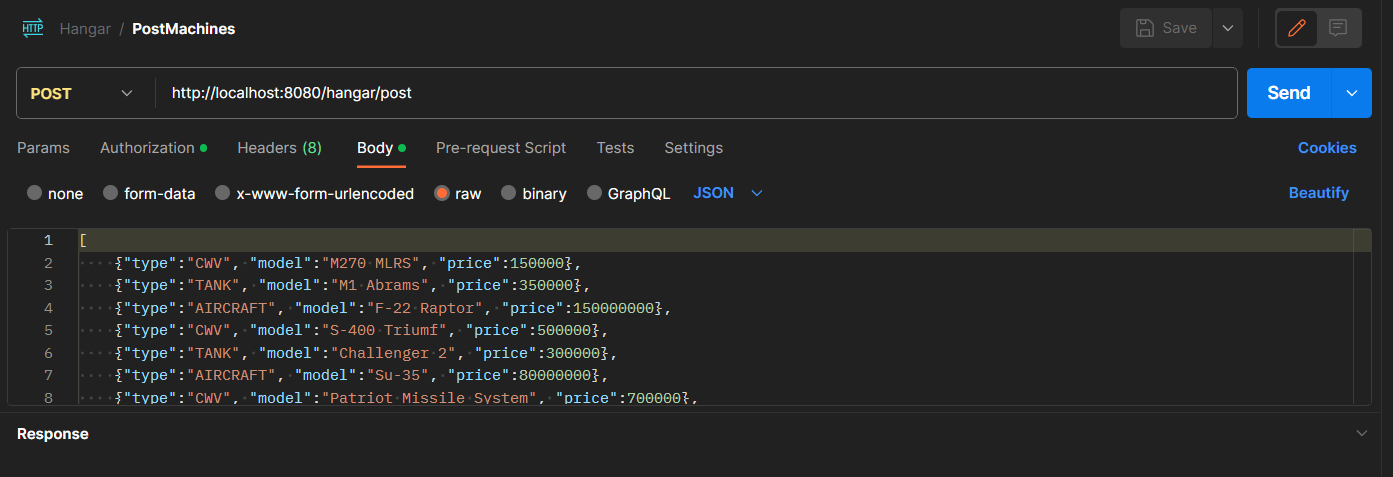 HTTP Hangar / PostMachines Save
POST http://localhost:8080/hangar/post Send
Params Authorization Headers (8) Body Pre-request Script Tests Settings Cookies
none form-data x-www-form-urlencoded raw binary GraphQL JSON Beautify
1 [
2 {"type":"CWV", "model":"M270 MLRS", "price":150000},
3 {"type":"TANK", "model":"M1 Abrams", "price":350000},
4 {"type":"AIRCRAFT", "model":"F-22 Raptor", "price":150000000},
5 {"type":"CWV", "model":"S-400 Triumf", "price":500000},
6 {"type":"TANK", "model":"Challenger 2", "price":300000},
7 {"type":"AIRCRAFT", "model":"Su-35", "price":80000000},
8 {"type":"CWV", "model":"Patriot Missile System", "price":700000},
Response